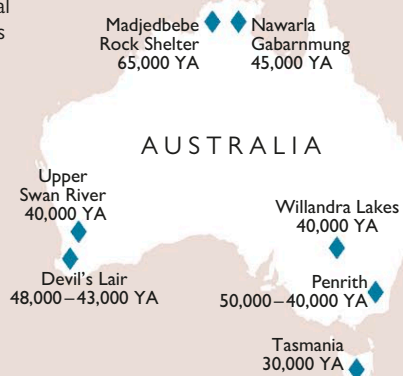 al
s
Madjedbebe
Rock Shelter
65,000 YA
Nawarla
Gabarnmung
45,000 YA
AUSTRALIA
Upper
Swan River
40,000 YA
Willandra Lakes
40,000 YA
Devil’s Lair
48,000–43,000 YA
Penrith
50,000–40,000 YA
Tasmania
30,000 YA